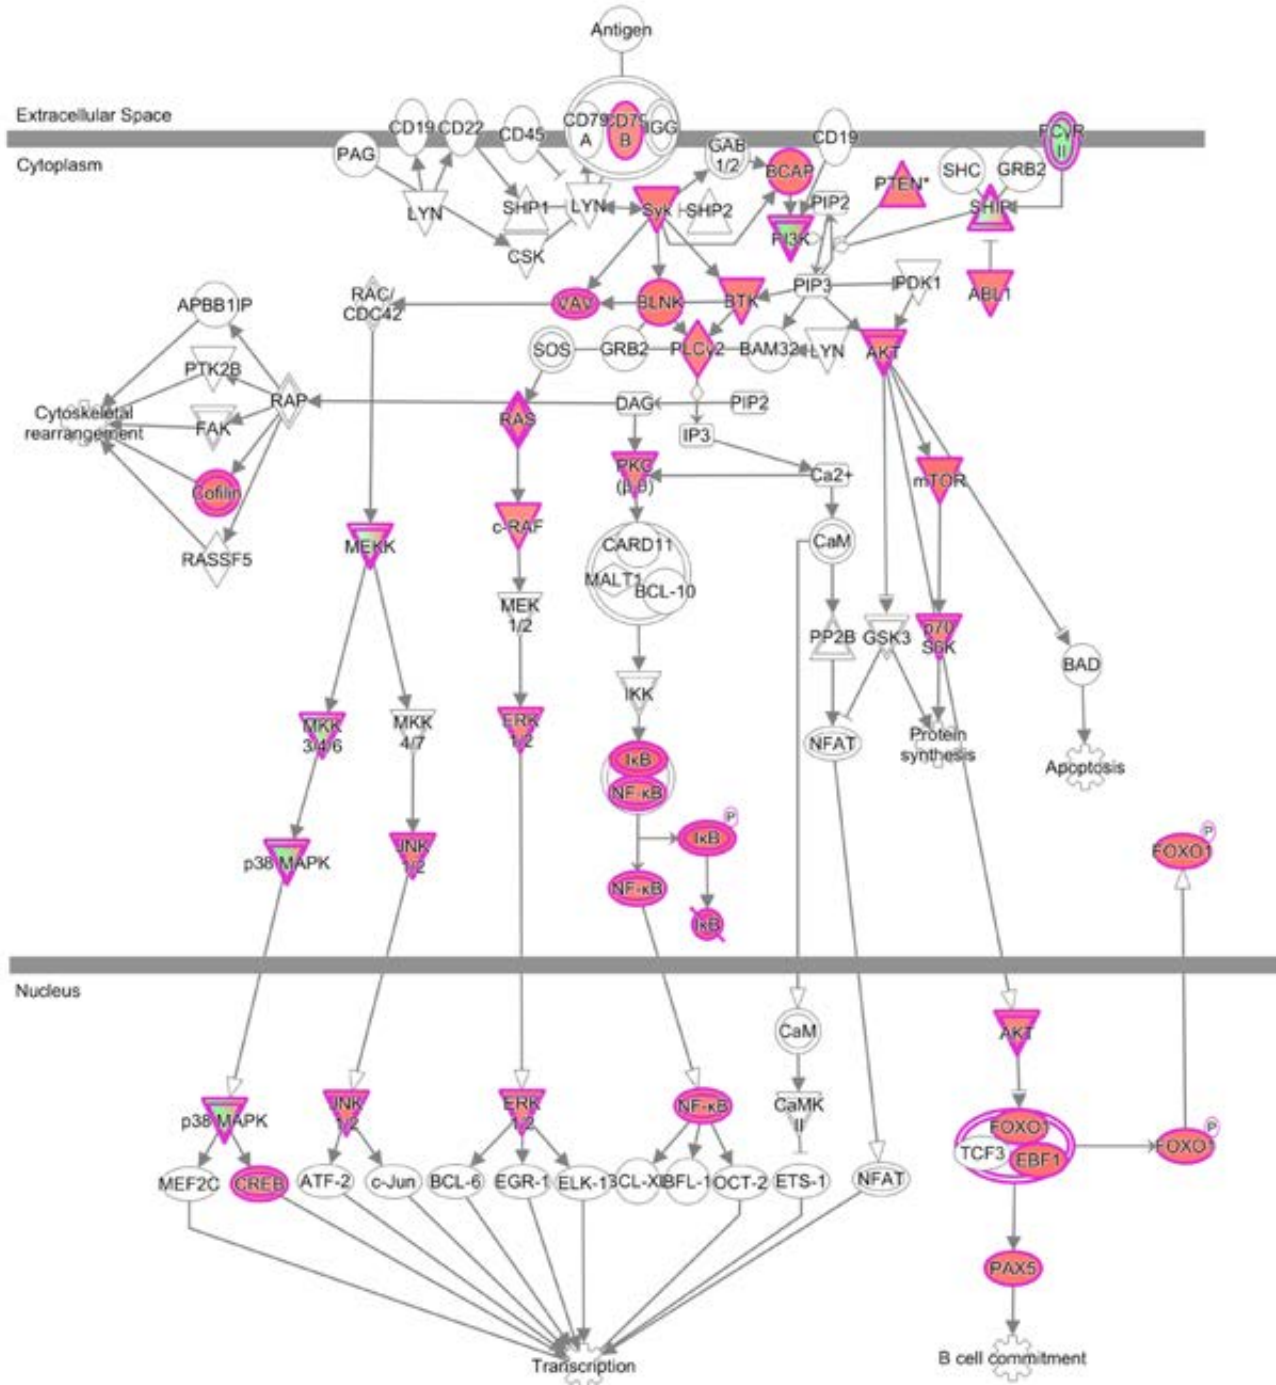 Antigen
Extracellular Space
CD19
CD22
CD45
CD79
A
CD79
B
IGG
CD19
FCγR
II
Cytoplasm
PAG
GAB
1/2
BCAP
SHC
GRB2
PTEN*
LYN
SHP1
LYN
Syk
SHP2
PIP2
SHIP
PI3K
CSK
RAC/
CDC42
VAV
BLNK
BTK
PIP3
PDK1
ABL1
APBB1IP
SOS
GRB2
PLCγ2
BAM32
LYN
AKT
PTK2B
RAP
Cytoskeletal
rearrangement
FAK
RAS
DAG
PIP2
IP3
Cofilin
PKC
(β,θ)
Ca2+
mTOR
c-RAF
RASSF5
MEKK
CARD11
MALT1
BCL-10
CaM
MEK
1/2
PP2B
GSK3
p70
S6K
BAD
IKK
MKK
3/4/6
MKK
4/7
ERK
1/2
NFAT
Protein
synthesis
Apoptosis
IκB
NF-κB
P
IκB
p38 MAPK
JNK
1/2
NF-κB
IκB
P
FOXO1
Nucleus
CaM
AKT
p38 MAPK
JNK
1/2
ERK
1/2
NF-κB
CaMK
II
FOXO1
TCF3
EBF1
P
FOXO1
MEF2C
CREB
ATF-2
c-Jun
BCL-6
EGR-1
ELK-1
BFL-1
OCT-2
ETS-1
NFAT
PAX5
Transcription
B cell commitment